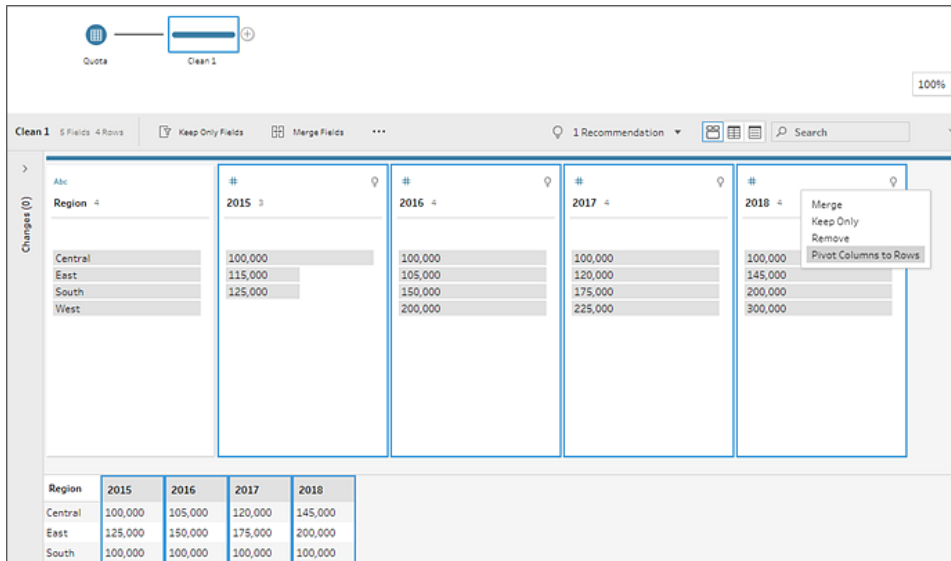 Quota
Clean 1
100%
Clean 1 5 Fields 4 Rows Keep Only Fields Merge Fields ... 1 Recommendation Search
Changes (0)
Abc # # # #
Region 4 2015 3 2016 4 2017 4 2018 4
Merge
Keep Only
Remove
Pivot Columns to Rows
Central 100,000 100,000 100,000 100,000
East 115,000 105,000 120,000 145,000
South 125,000 150,000 175,000 200,000
West 200,000 225,000 300,000
Region 2015 2016 2017 2018
Central 100,000 105,000 120,000 145,000
East 125,000 150,000 175,000 200,000
South 100,000 100,000 100,000 100,000